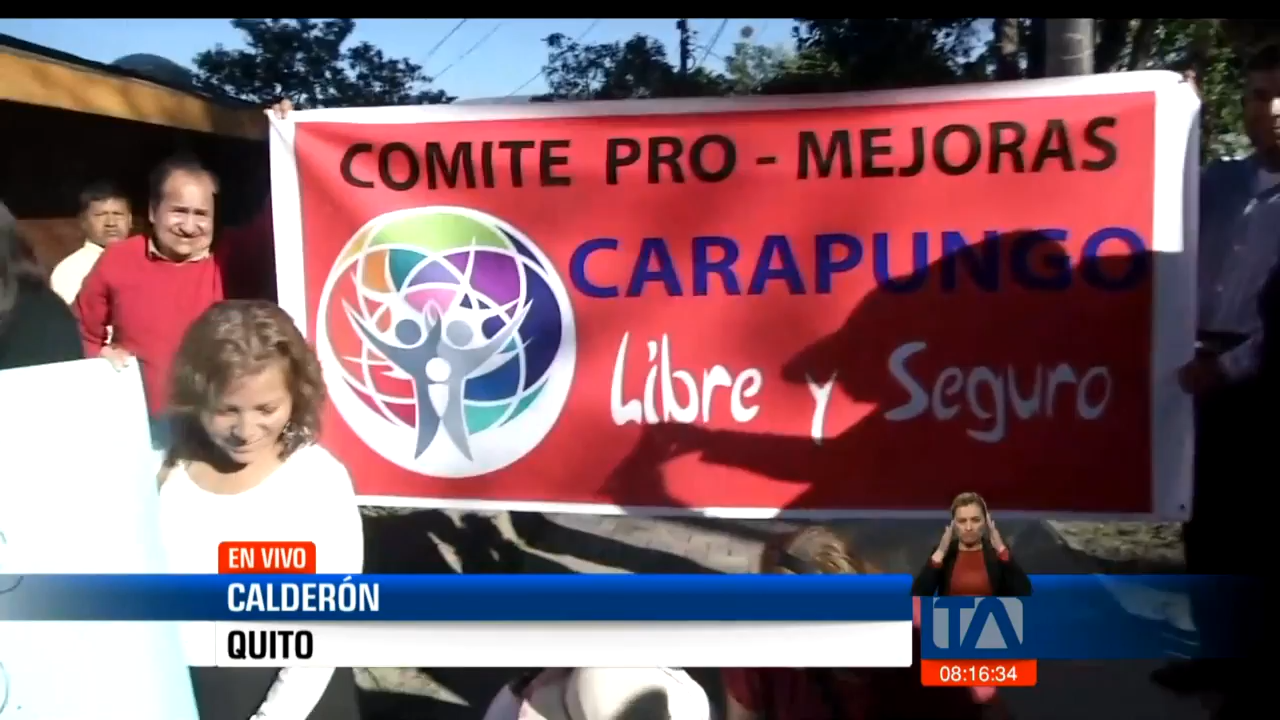 COMITE PRO - MEJORAS
CARAPUNGO
Libre y Seguro
EN VIVO
CALDERÓN
QUITO
TA
08:16:34